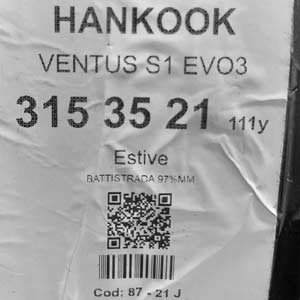 HANKOOK
VENTUS S1 EVO3
315 35 21 111y
Estive
BATTISTRADA 97%MM
Cod: 87 - 21 J